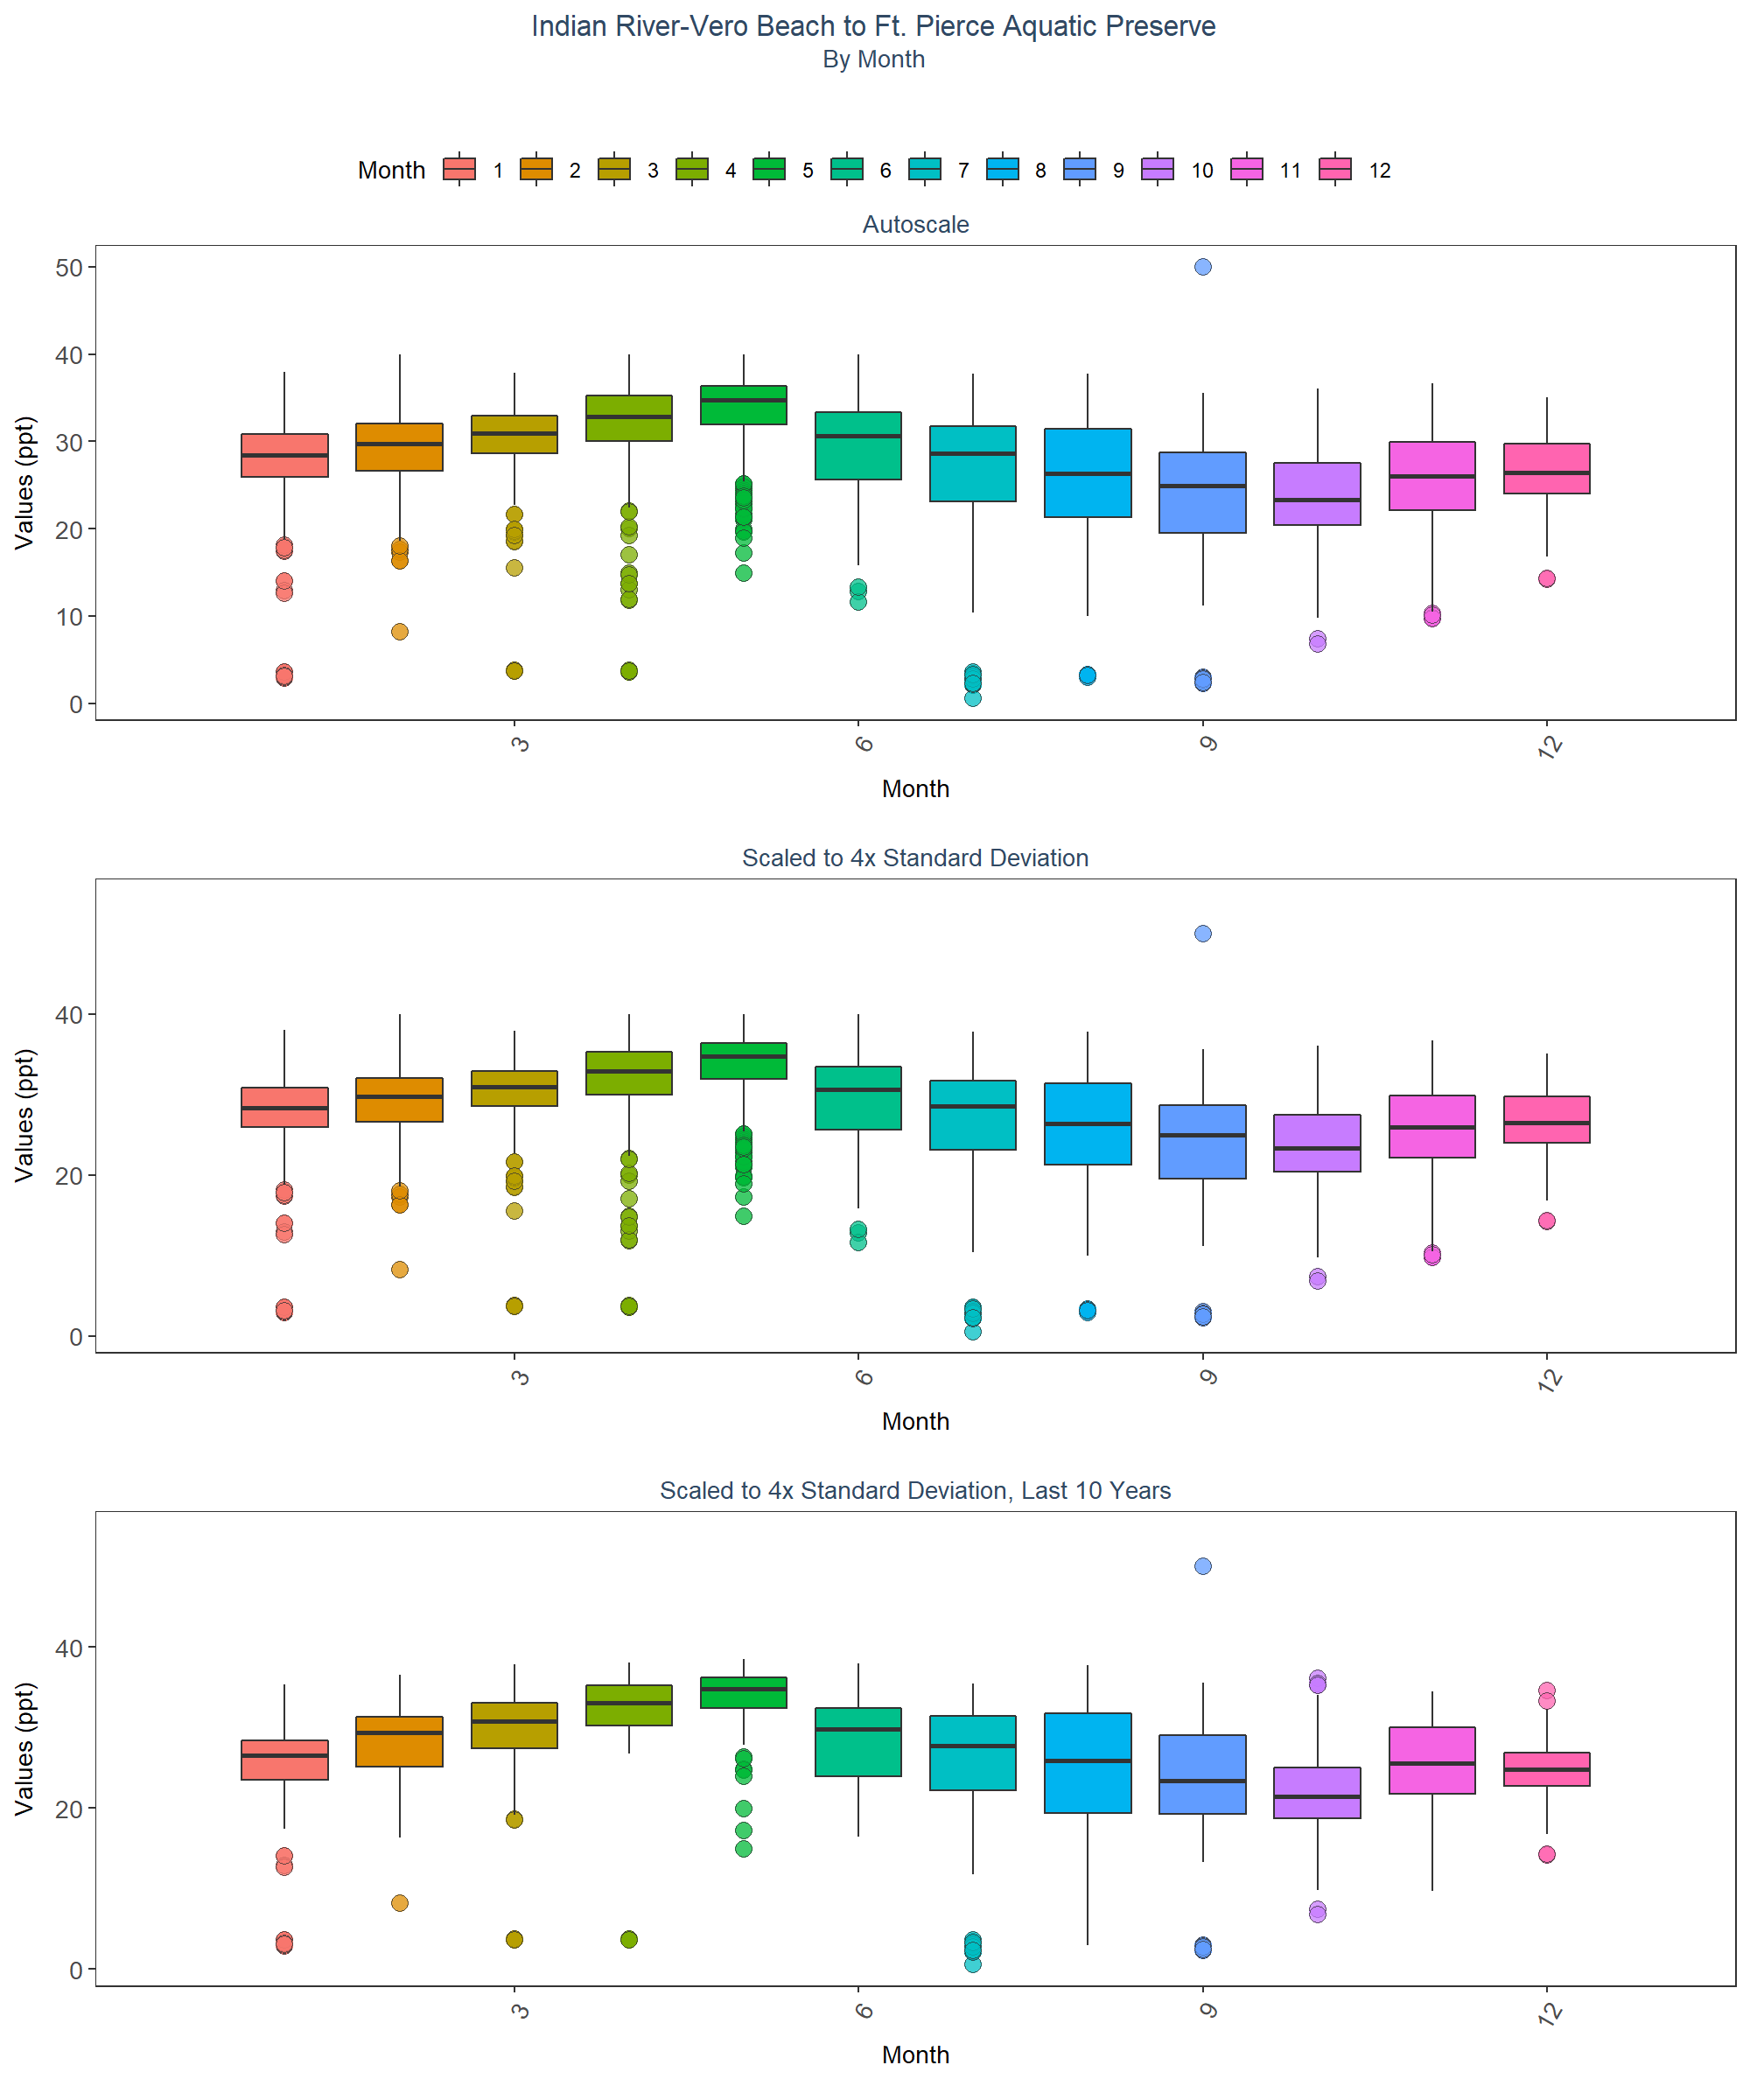 Indian River-Vero Beach to Ft. Pierce Aquatic Preserve
By Month
Month 1 2 3 4 5 6 7 8 9 10 11 12
Autoscale
Values (ppt)
50
40
30
20
10
0
3 6 9 12
Month
Scaled to 4x Standard Deviation
Values (ppt)
40
20
0
3 6 9 12
Month
Scaled to 4x Standard Deviation, Last 10 Years
Values (ppt)
40
20
0
3 6 9 12
Month